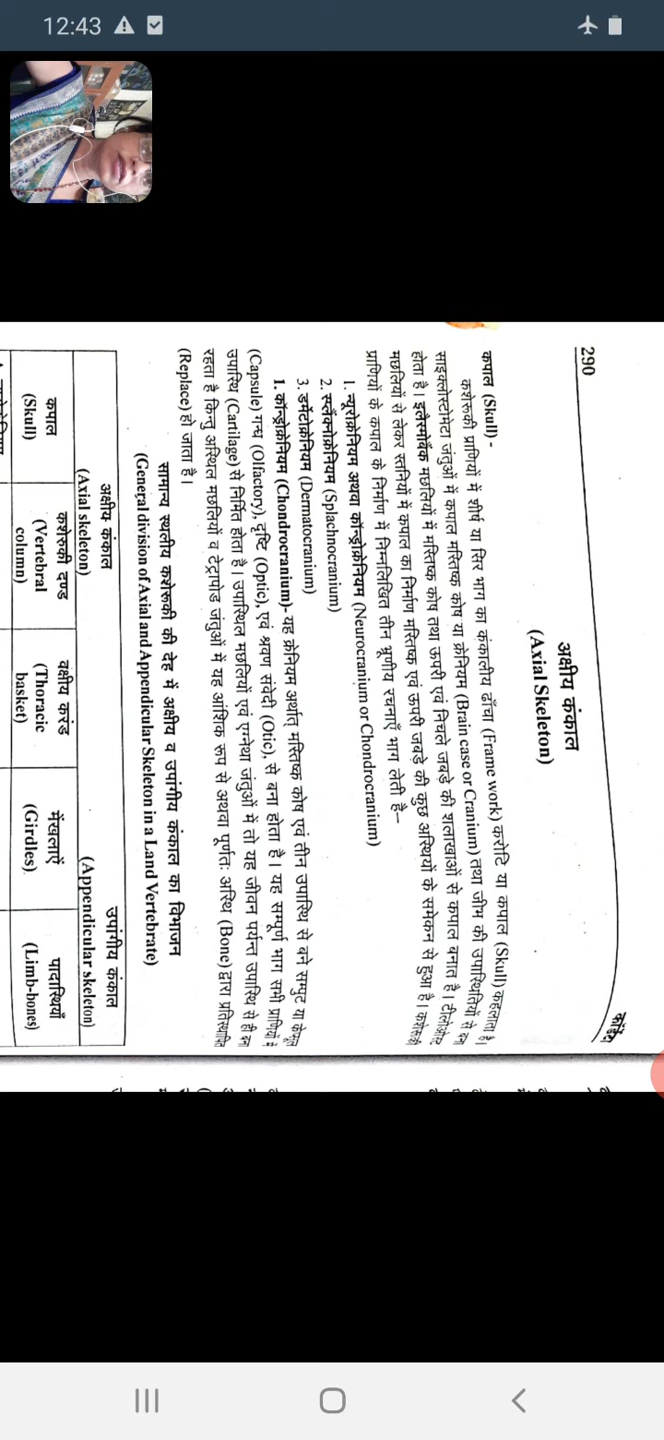 12:43
290
कॉर्डेटा
अक्षीय कंकाल
(Axial Skeleton)
कपाल (Skull) -
कशेरूकी प्राणियों में शीर्ष या सिर भाग का कंकालीय ढाँचा (Frame work) करोटि या कपाल (Skull) कहलाता है।
साइक्लोस्टोमेटा जंतुओं में कपाल मस्तिष्क कोष या क्रेनियम (Brain case or Cranium) तथा जीभ की उपास्थितियों से बना
होता है। इलैस्मोब्रैंक मछलियों में मस्तिष्क कोष तथा ऊपरी एवं निचले जबड़े की शलाखाओं से कपाल बनात है।
मछलियों से लेकर स्तनियों में कपाल का निर्माण मस्तिष्क एवं ऊपरी जबड़े की कुछ अस्थियों के समेकन से हुआ है। कशेरूकी
प्राणियों के कपाल के निर्माण में निम्नलिखित तीन भ्रूणीय रचनाएँ भाग लेती है–
1. न्यूरोक्रेनियम अथवा कॉन्ड्रोक्रेनियम (Neurocranium or Chondrocranium)
2. स्प्लैंक्नोक्रेनियम (Splachnocranium)
3. डर्मेटोक्रेनियम (Dermatocranium)
1. कॉन्ड्रोक्रेनियम (Chondrocranium)- यह क्रेनियम अर्थात् मस्तिष्क कोष एवं तीन उपास्थि से बने सम्पुट या कैप्सूल
(Capsule) गन्ध (Olfactory), दृष्टि (Optic), एवं श्रवण संवेदी (Otic), से बना होता है। यह सम्पूर्ण भाग सभी प्राणियों में
उपास्थि (Cartilage) से निर्मित होता है। उपास्थिल मछलियों एवं एग्नेथा जंतुओं में तो यह जीवन पर्यन्त उपास्थि से ही बना
रहता है किन्तु अस्थिल मछलियों व टेट्रापोड जंतुओं में यह आंशिक रूप से अथवा पूर्णतः अस्थि (Bone) द्वारा प्रतिस्थापित
(Replace) हो जाता है।
सामान्य स्थलीय कशेरूकी की देह में अक्षीय व उपांगीय कंकाल का विभाजन
(General division of Axial and Appendicular Skeleton in a Land Vertebrate)
अक्षीय कंकाल
(Axial skeleton)
उपांगीय कंकाल
(Appendicular skeleton)
कपाल
(Skull)
कशेरुकी दण्ड
(Vertebral
column)
वक्षीय करंड
(Thoracic
basket)
मेंखलाऐं
(Girdles)
पादास्थियाँ
(Limb-bones)